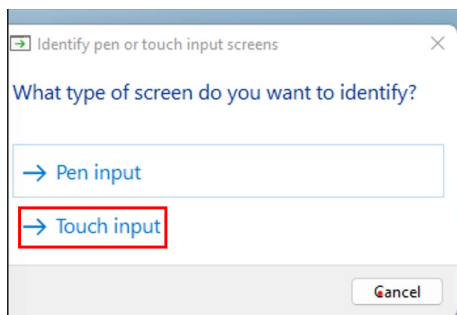 Identify pen or touch input screens
What type of screen do you want to identify?
Pen input
Touch input
Cancel